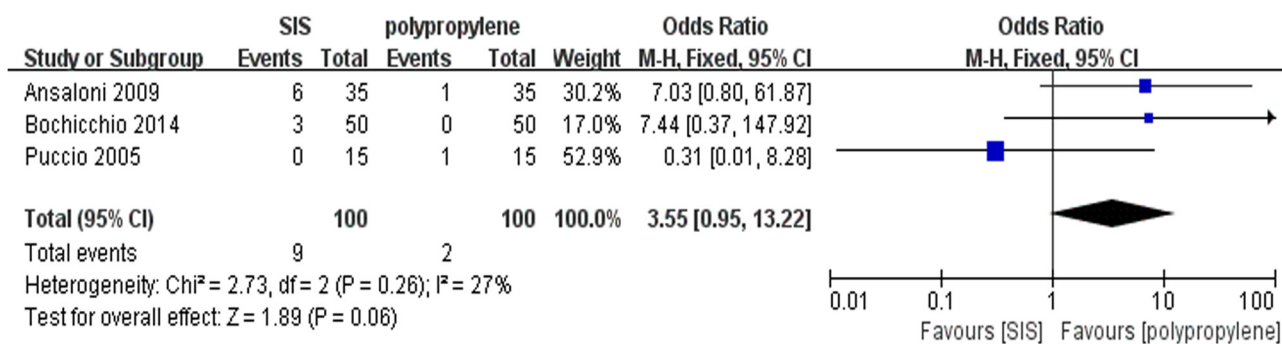 SIS polypropylene Odds Ratio Odds Ratio
Study or Subgroup Events Total Events Total Weight M-H, Fixed, 95% CI M-H, Fixed, 95% CI
Ansaloni 2009 6 35 1 35 30.2% 7.03 [0.80, 61.87]
Bochicchio 2014 3 50 0 50 17.0% 7.44 [0.37, 147.92]
Puccio 2005 0 15 1 15 52.9% 0.31 [0.01, 8.28]
Total (95% CI) 100 100 100.0% 3.55 [0.95, 13.22]
Total events 9 2
Heterogeneity: Chi² = 2.73, df = 2 (P = 0.26); I² = 27%
Test for overall effect: Z = 1.89 (P = 0.06)
0.01 0.1 1 10 100
Favours [SIS] Favours [polypropylene]